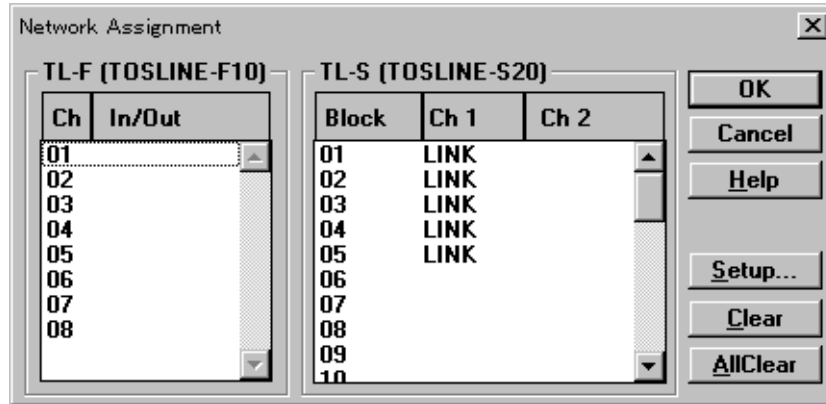 Network Assignment
TL-F (TOSLINE-F10)
Ch In/Out
01
02
03
04
05
06
07
08
TL-S (TOSLINE-S20)
Block Ch 1 Ch 2
01 LINK
02 LINK
03 LINK
04 LINK
05 LINK
06
07
08
09
10
OK
Cancel
Help
Setup...
Clear
AllClear